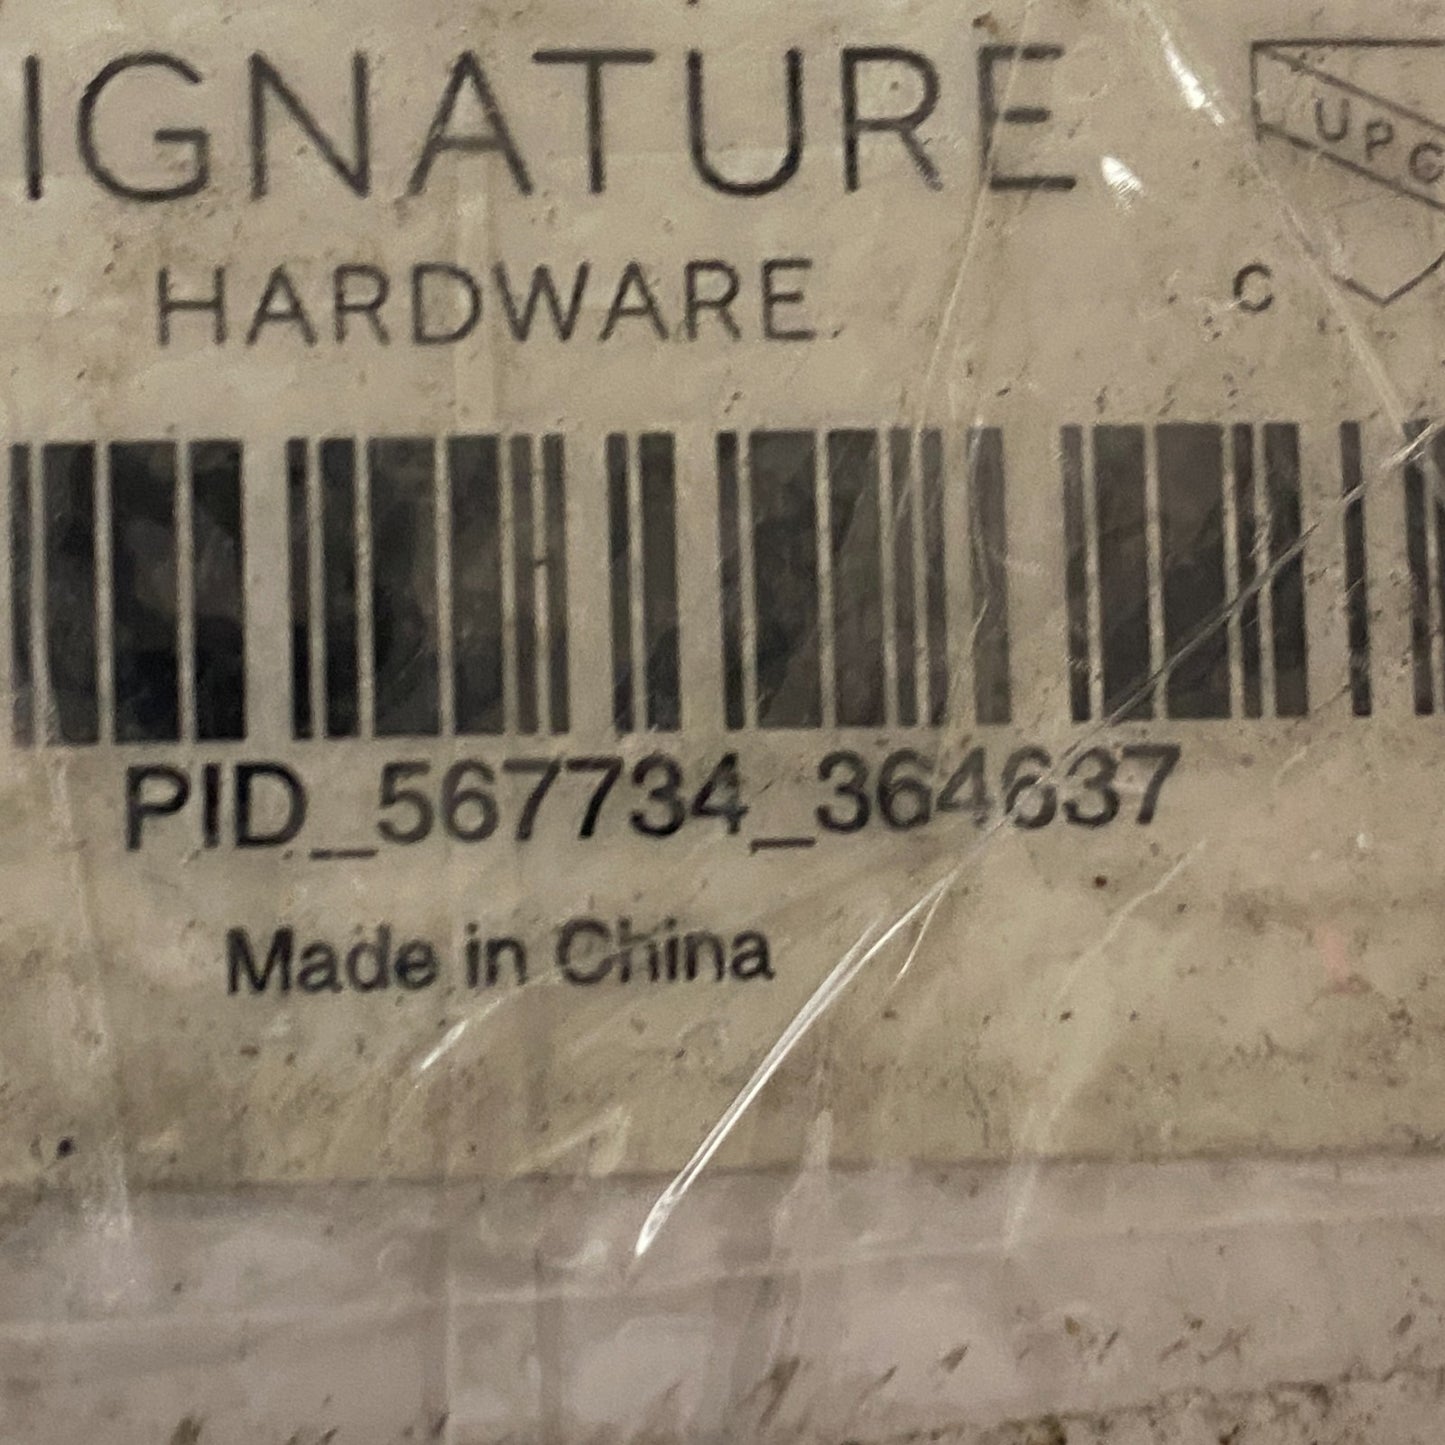 IGNATURE
HARDWARE
UPC
C
PID_567734_364637
Made in China